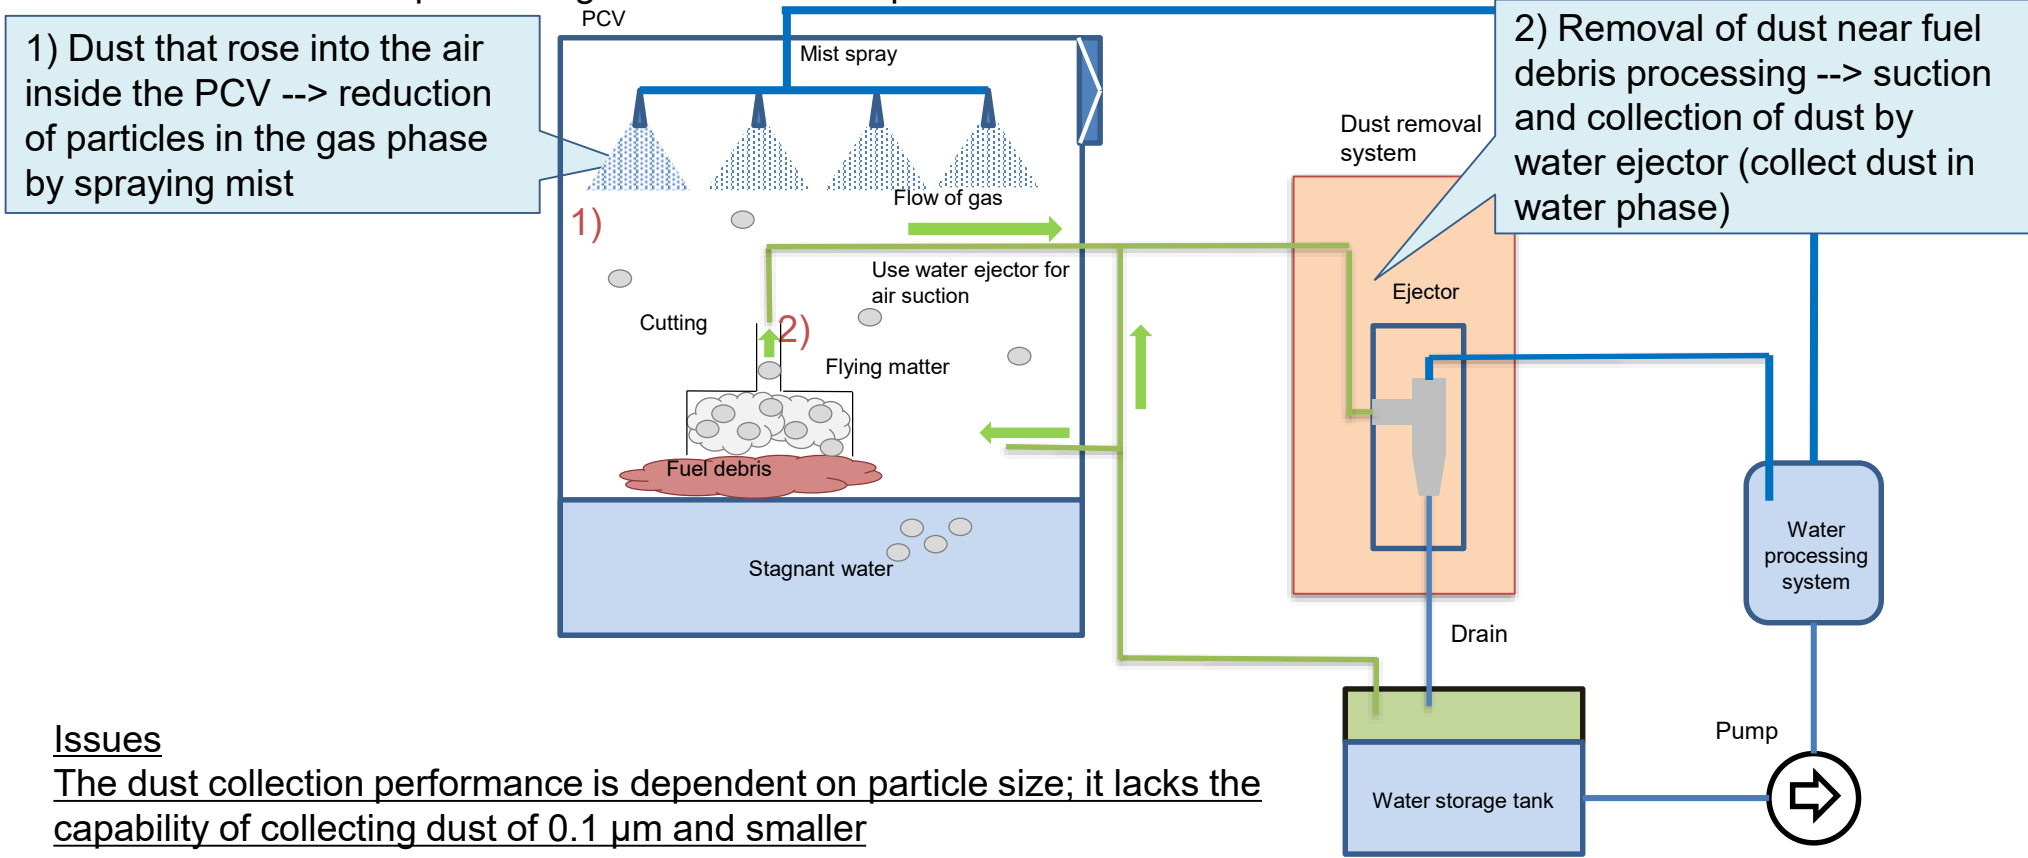 PCV
1) Dust that rose into the air
inside the PCV --> reduction
of particles in the gas phase
by spraying mist
Mist spray
2) Removal of dust near fuel
debris processing --> suction
and collection of dust by
water ejector (collect dust in
water phase)
Dust removal
system
Flow of gas
1)
Use water ejector for
air suction
Ejector
Cutting
2)
Flying matter
Fuel debris
Stagnant water
Water
processing
system
Drain
Pump
Water storage tank
Issues
The dust collection performance is dependent on particle size; it lacks the
capability of collecting dust of 0.1 μm and smaller